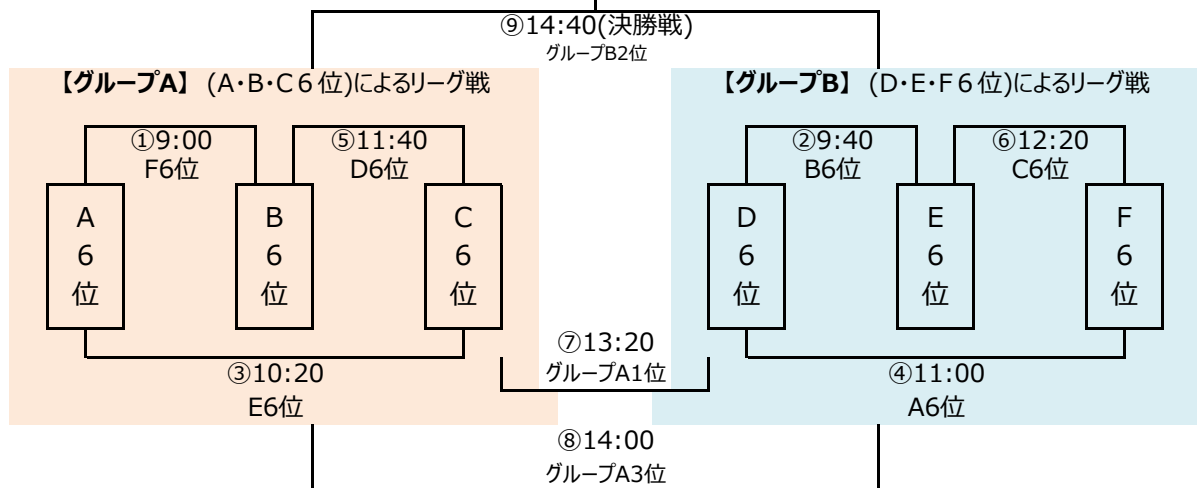 ⑨14:40(決勝戦)
グループB2位
【グループA】 (A・B・C6位)によるリーグ戦
【グループB】 (D・E・F6位)によるリーグ戦
①9:00
F6位
⑤11:40
D6位
②9:40
B6位
⑥12:20
C6位
A
6
位
B
6
位
C
6
位
D
6
位
E
6
位
F
6
位
⑦13:20
グループA1位
③10:20
E6位
④11:00
A6位
⑧14:00
グループA3位